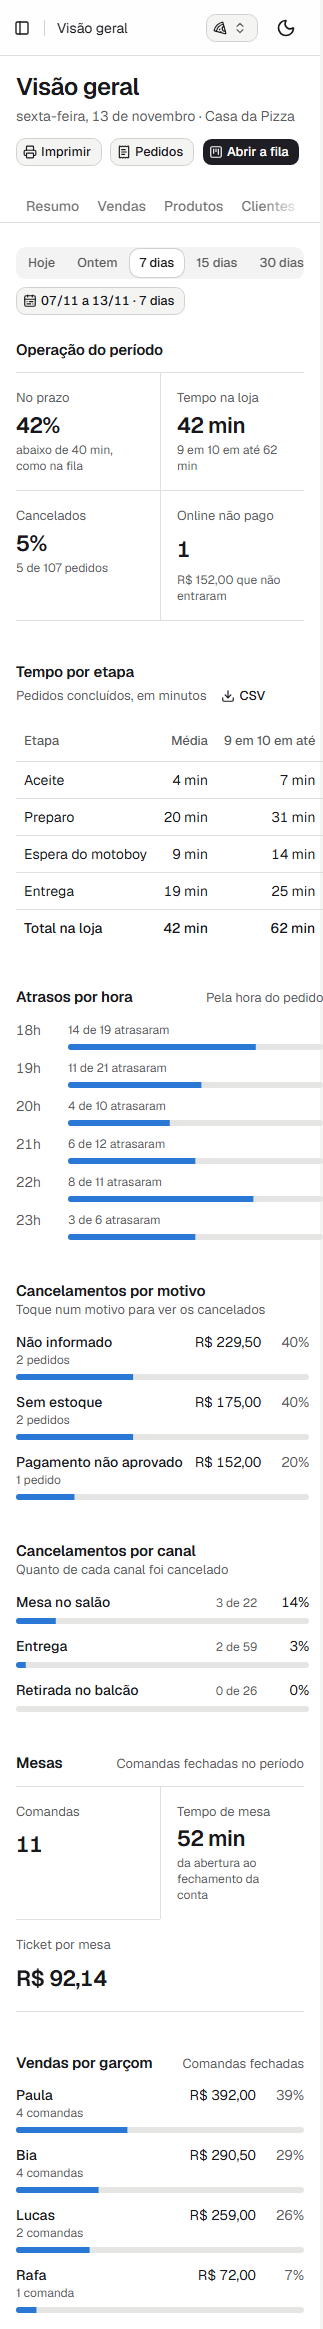 Visão geral
Visão geral
sexta-feira, 13 de novembro · Casa da Pizza
Imprimir Pedidos Abrir a fila
Resumo Vendas Produtos Clientes
Hoje Ontem 7 dias 15 dias 30 dias
07/11 a 13/11 · 7 dias
Operação do período
No prazo
42%
abaixo de 40 min,
como na fila
Tempo na loja
42 min
9 em 10 em até 62
min
Cancelados
5%
5 de 107 pedidos
Online não pago
1
R$ 152,00 que não
entraram
Tempo por etapa
Pedidos concluídos, em minutos CSV
Etapa Média 9 em 10 em até
Aceite 4 min 7 min
Preparo 20 min 31 min
Espera do motoboy 9 min 14 min
Entrega 19 min 25 min
Total na loja 42 min 62 min
Atrasos por hora Pela hora do pedido
18h 14 de 19 atrasaram
19h 11 de 21 atrasaram
20h 4 de 10 atrasaram
21h 6 de 12 atrasaram
22h 8 de 11 atrasaram
23h 3 de 6 atrasaram
Cancelamentos por motivo
Toque num motivo para ver os cancelados
Não informado R$ 229,50 40%
2 pedidos
Sem estoque R$ 175,00 40%
2 pedidos
Pagamento não aprovado R$ 152,00 20%
1 pedido
Cancelamentos por canal
Quanto de cada canal foi cancelado
Mesa no salão 3 de 22 14%
Entrega 2 de 59 3%
Retirada no balcão 0 de 26 0%
Mesas Comandas fechadas no período
Comandas
11
Tempo de mesa
52 min
da abertura ao
fechamento da
conta
Ticket por mesa
R$ 92,14
Vendas por garçom Comandas fechadas
Paula R$ 392,00 39%
4 comandas
Bia R$ 290,50 29%
4 comandas
Lucas R$ 259,00 26%
2 comandas
Rafa R$ 72,00 7%
1 comanda